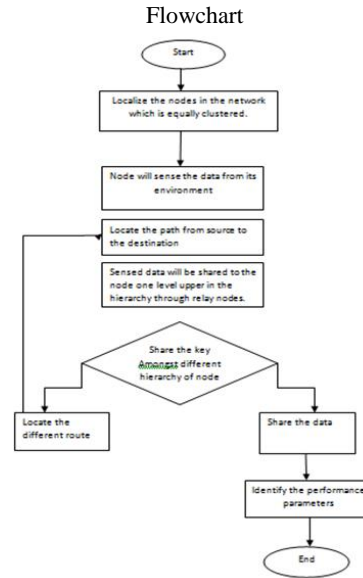 Flowchart
Start
Localize the nodes in the network
which is equally clustered.
Node will sense the data from its
environment
Locate the path from source to
the destination
Sensed data will be shared to the
node one level upper in the
hierarchy through relay nodes.
Share the key
Amongst different
hierarchy of node
Locate the
different route
Share the data
Identify the performance
parameters
End